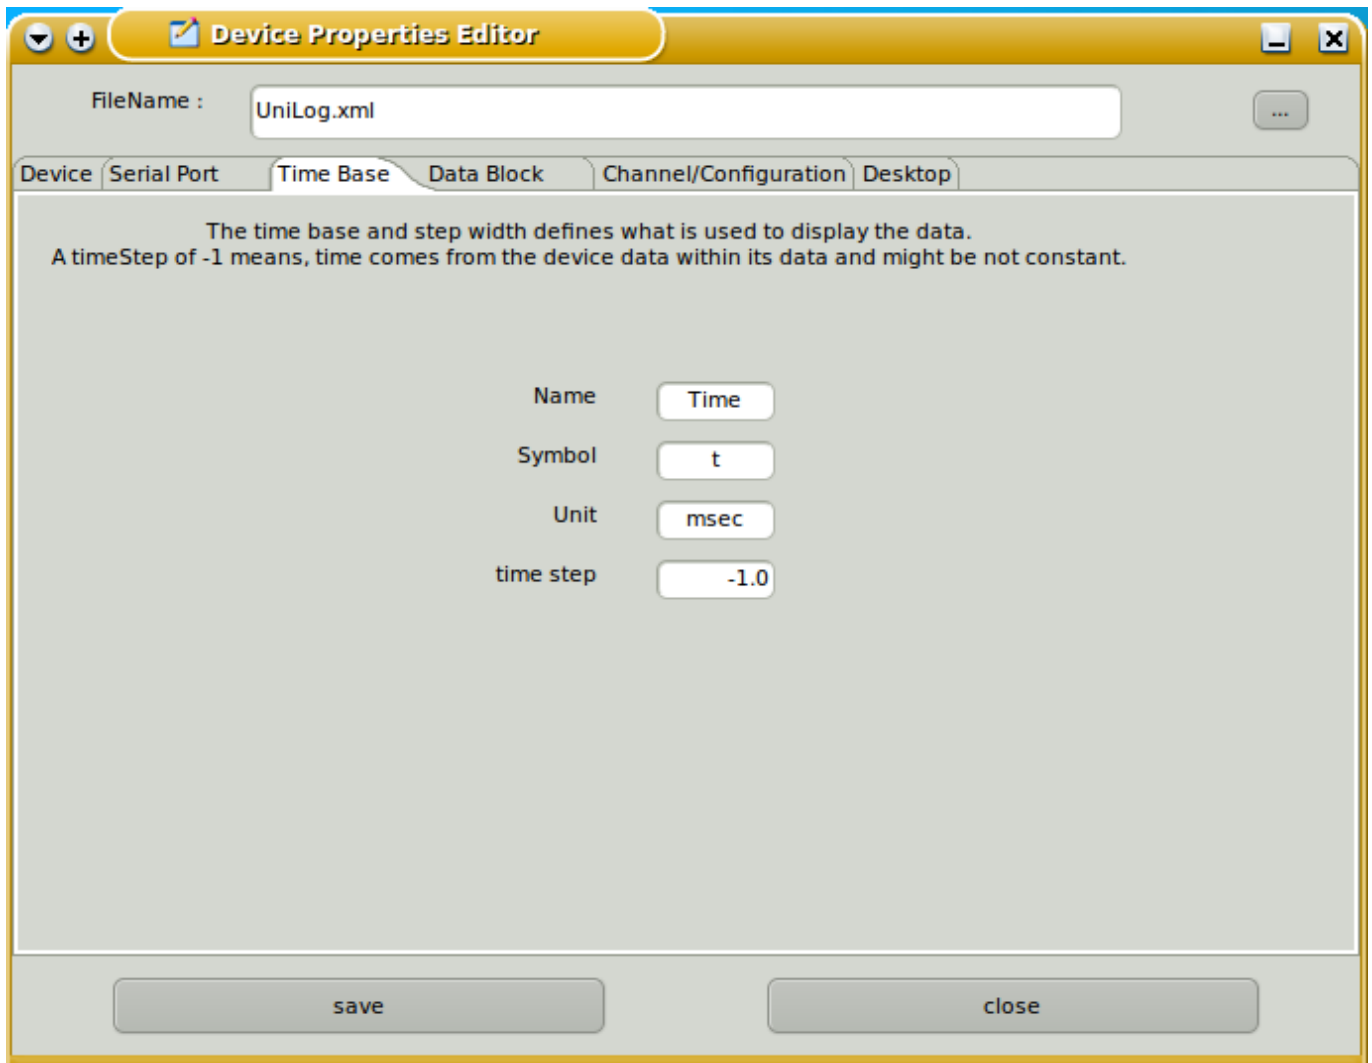 Device Properties Editor
FileName :
UniLog.xml
...
Device Serial Port Time Base Data Block Channel/Configuration Desktop
The time base and step width defines what is used to display the data.
A timeStep of -1 means, time comes from the device data within its data and might be not constant.
Name Time
Symbol t
Unit msec
time step -1.0
save close